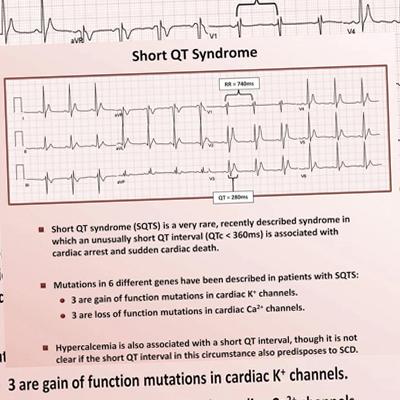 aVR
V1
V4
Short QT Syndrome
RR = 740ms
I
aVR
V1
V4
II
aVL
V2
V5
III
aVF
V3
V6
QT = 280ms
Short QT syndrome (SQTS) is a very rare, recently described syndrome in
which an unusually short QT interval (QTc < 360ms) is associated with
cardiac arrest and sudden cardiac death.
Mutations in 6 different genes have been described in patients with SQTS:
3 are gain of function mutations in cardiac K⁺ channels.
3 are loss of function mutations in cardiac Ca²⁺ channels.
Hypercalcemia is also associated with a short QT interval, though it is not
clear if the short QT interval in this circumstance also predisposes to SCD.
3 are gain of function mutations in cardiac K⁺ channels.